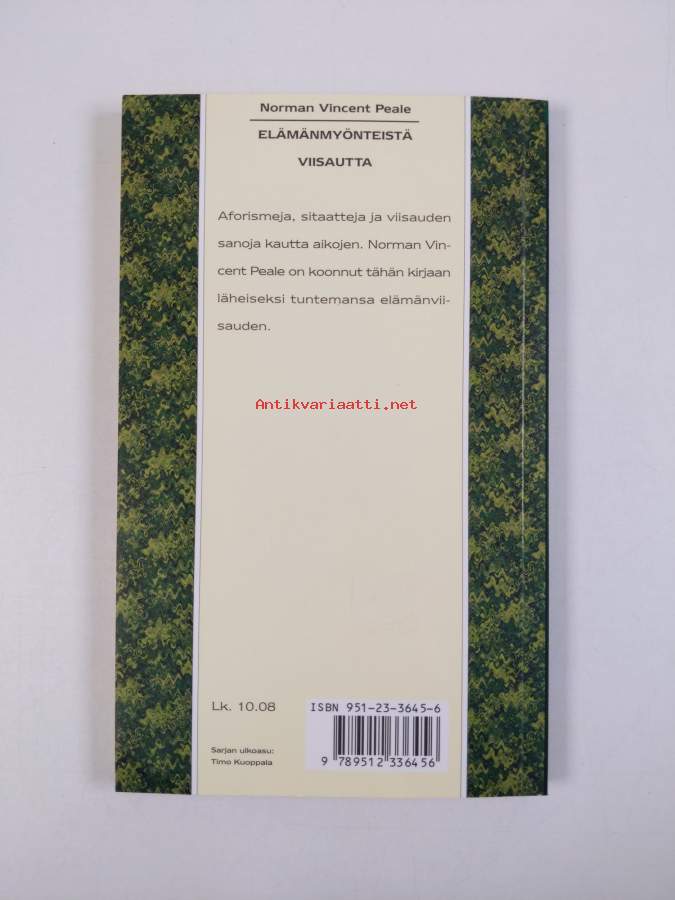 Norman Vincent Peale
ELÄMÄNMYÖNTEISTÄ
VIISAUTTA
Aforismeja, sitaatteja ja viisauden
sanoja kautta aikojen. Norman Vin-
cent Peale on koonnut tähän kirjaan
läheiseksi tuntemansa elämänvii-
sauden.
Antikvariaatti.net
Lk. 10.08
ISBN 951-23-3645-6
Sarjan ulkoasu:
Timo Kuoppala
9 789512 336456